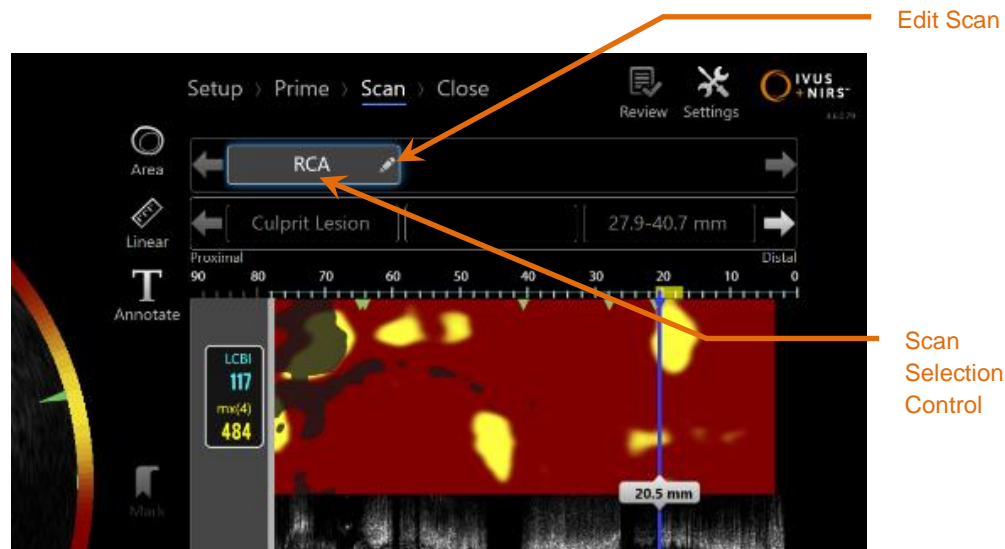 Edit Scan
Setup > Prime > Scan > Close
Review
Settings
IVUS
+NIRS
Area
RCA
Linear
Culprit Lesion
27.9-40.7 mm
Proximal
Distal
90 80 70 60 50 40 30 20 10 0
T
Annotate
LCBI
117
mx(4)
484
Scan
Selection
Control
20.5 mm
Mark